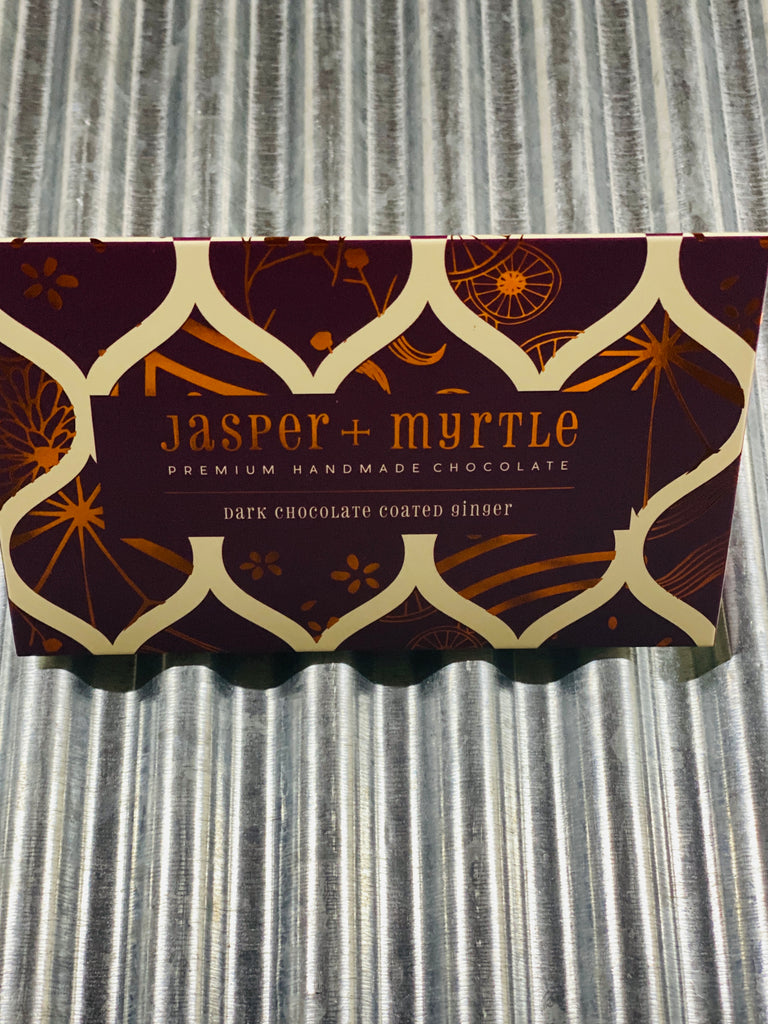 Jasper + myrtle
PREMIUM HANDMADE CHOCOLATE
Dark chocolate coated ginger